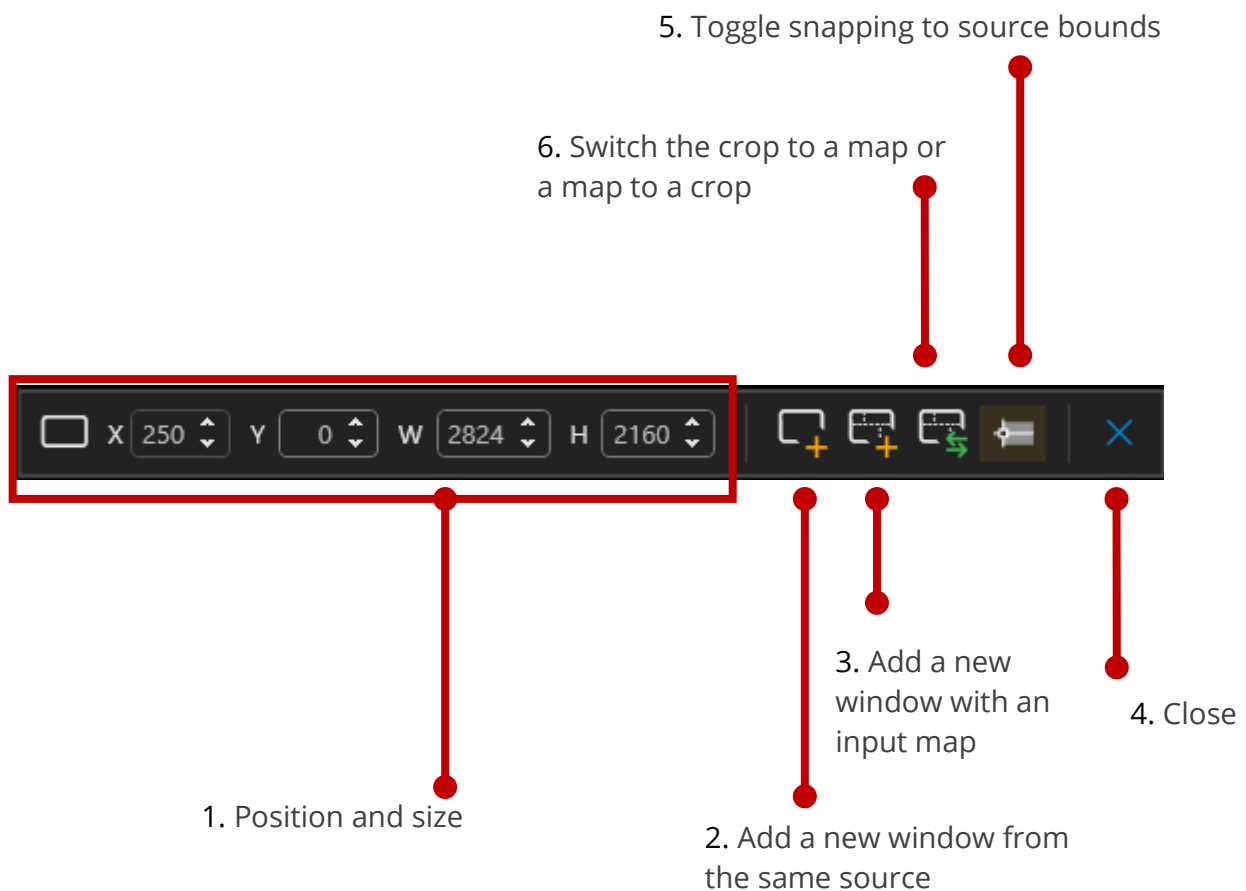 5. Toggle snapping to source bounds
6. Switch the crop to a map or
a map to a crop
X 250 Y 0 W 2824 H 2160
3. Add a new
window with an
input map
4. Close
1. Position and size
2. Add a new window from
the same source